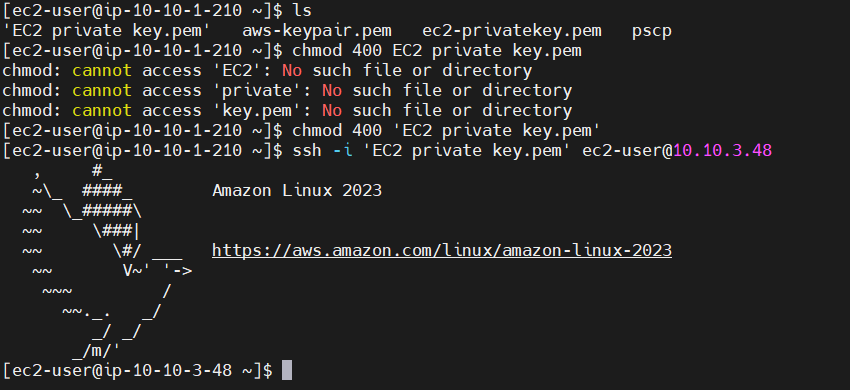 [ec2-user@ip-10-10-1-210 ~]$ ls
'EC2 private key.pem'   aws-keypair.pem   ec2-privatekey.pem   pscp
[ec2-user@ip-10-10-1-210 ~]$ chmod 400 EC2 private key.pem
chmod: cannot access 'EC2': No such file or directory
chmod: cannot access 'private': No such file or directory
chmod: cannot access 'key.pem': No such file or directory
[ec2-user@ip-10-10-1-210 ~]$ chmod 400 'EC2 private key.pem'
[ec2-user@ip-10-10-1-210 ~]$ ssh -i 'EC2 private key.pem' ec2-user@10.10.3.48
   ,     #_
   ~\_  ####_        Amazon Linux 2023
  ~~  \_#####\
  ~~     \###|
  ~~       \#/ ___   https://aws.amazon.com/linux/amazon-linux-2023
   ~~       V~' '->
    ~~~         /
      ~~._.   _/
         _/ _/
       _/m/'
[ec2-user@ip-10-10-3-48 ~]$